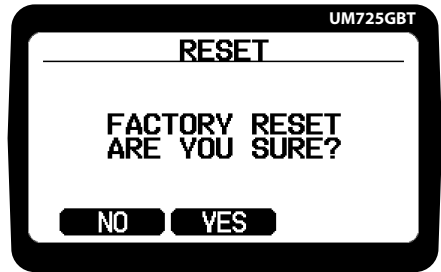 UM725GBT
RESET
FACTORY RESET
ARE YOU SURE?
NO YES